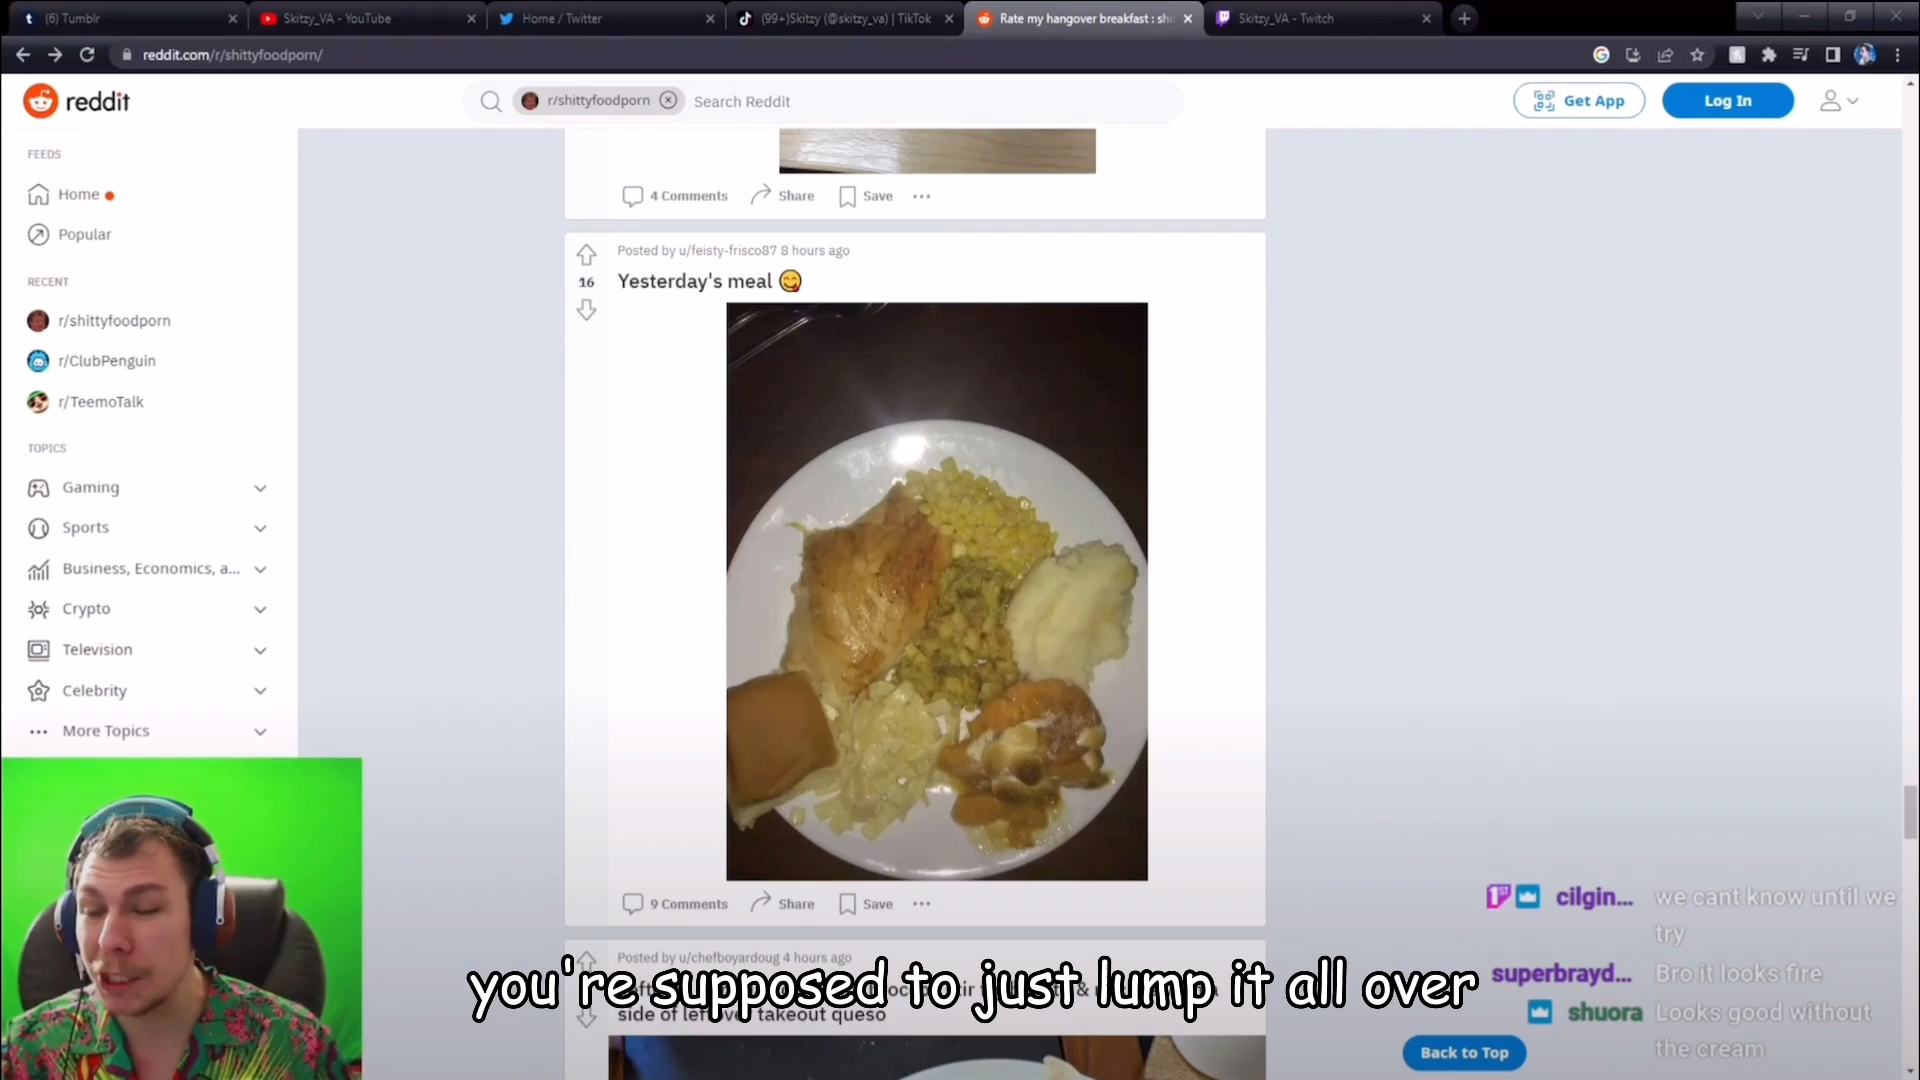 (6) Tumblr
Skitzy_VA - YouTube
Home / Twitter
(99+)Skitzy (@skitzy_va) | TikTok
Rate my hangover breakfast : shi
Skitzy_VA - Twitch
reddit.com/r/shittyfoodporn/
reddit
r/shittyfoodporn
Search Reddit
Get App
Log In
FEEDS
Home
Popular
RECENT
r/shittyfoodporn
r/ClubPenguin
r/TeemoTalk
TOPICS
Gaming
Sports
Business, Economics, a...
Crypto
Television
Celebrity
More Topics
4 Comments
Share
Save
Posted by u/feisty-frisco87 8 hours ago
16
Yesterday's meal 😋
9 Comments
Share
Save
Posted by u/chefboyardoug 4 hours ago
side of leftover takeout queso
you're supposed to just lump it all over
1ST cilgin... we cant know until we
try
superbrayd... Bro it looks fire
shuora Looks good without
the cream
Back to Top